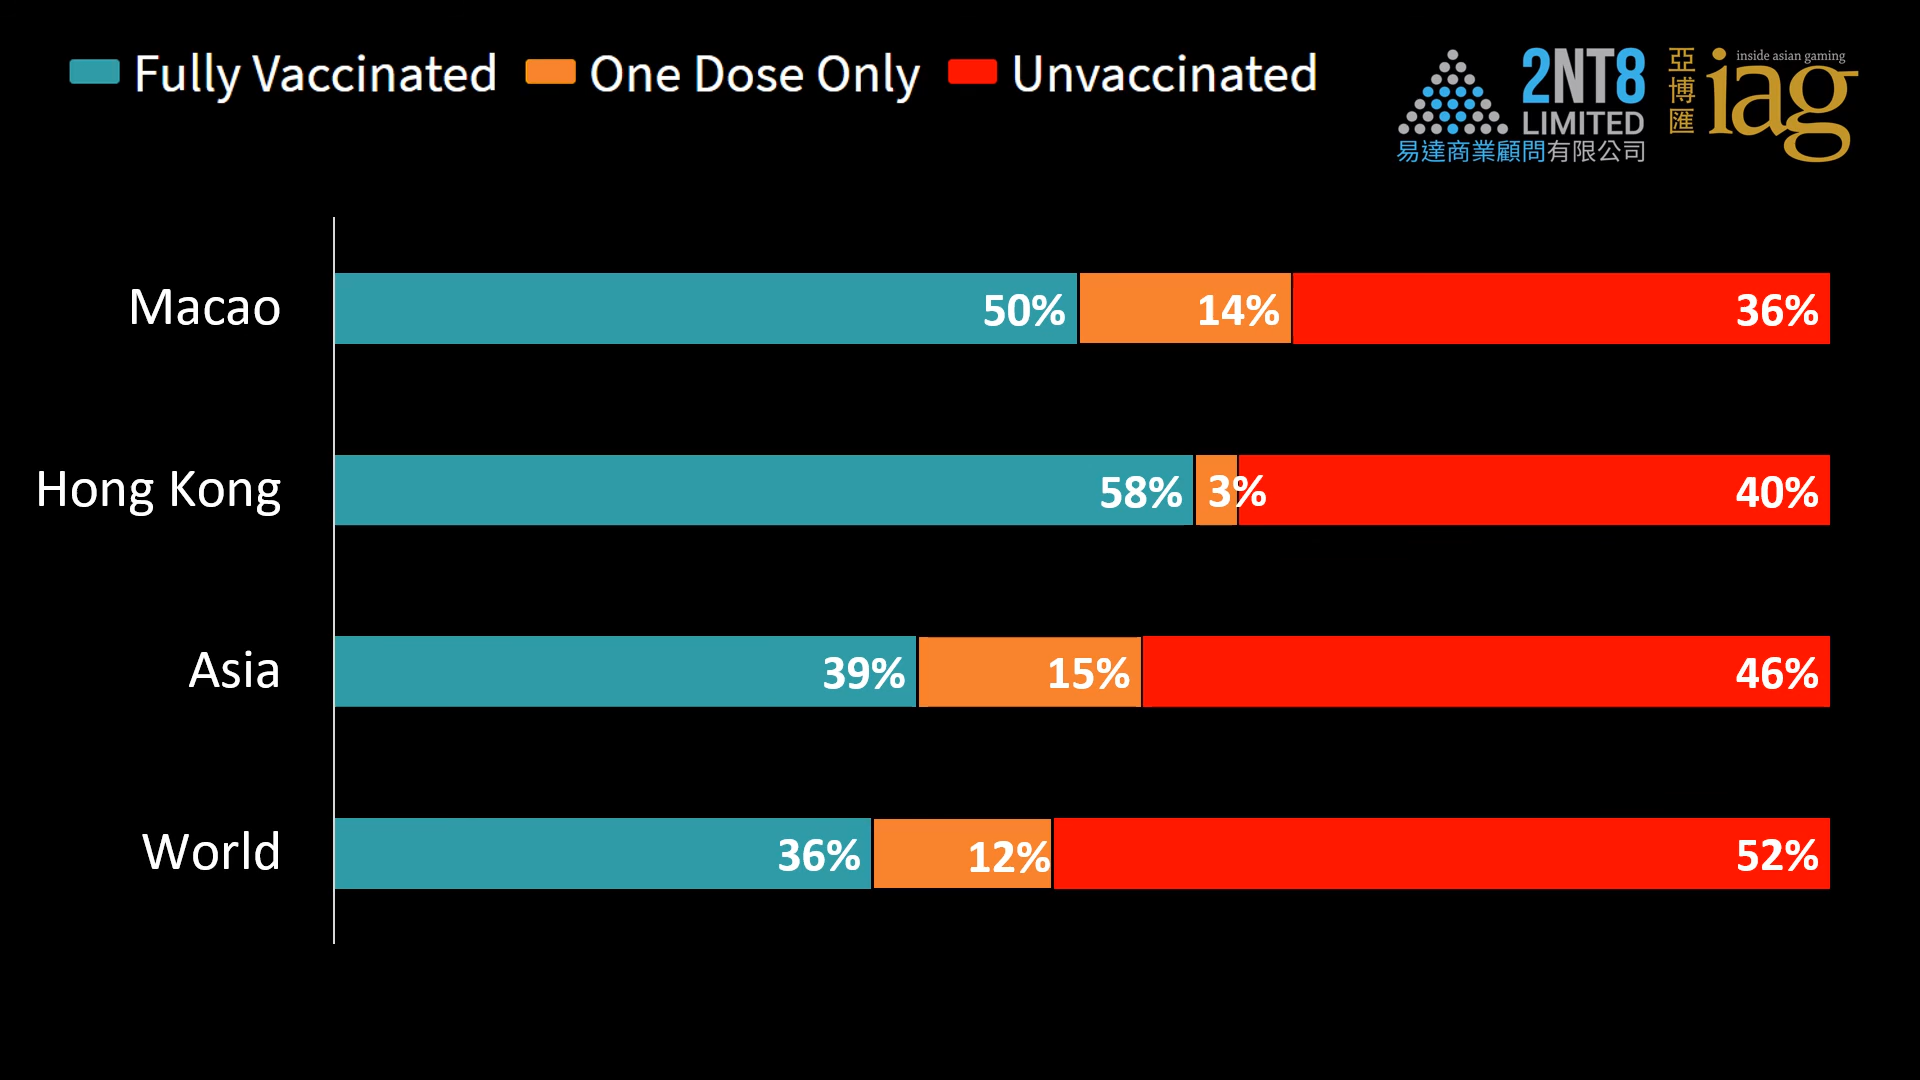 Fully Vaccinated One Dose Only Unvaccinated
2NT8
LIMITED
易達商業顧問有限公司
亞博匯
inside asian gaming
iag
Macao 50% 14% 36%
Hong Kong 58% 3% 40%
Asia 39% 15% 46%
World 36% 12% 52%